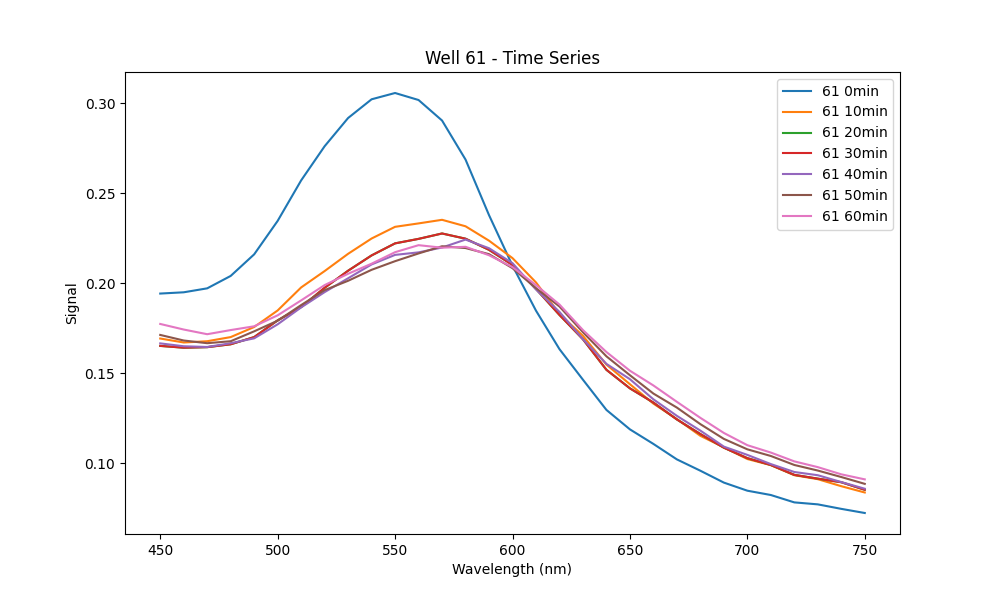 Well 61 - Time Series
61 0min
61 10min
61 20min
61 30min
61 40min
61 50min
61 60min
Signal
0.30
0.25
0.20
0.15
0.10
450 500 550 600 650 700 750
Wavelength (nm)